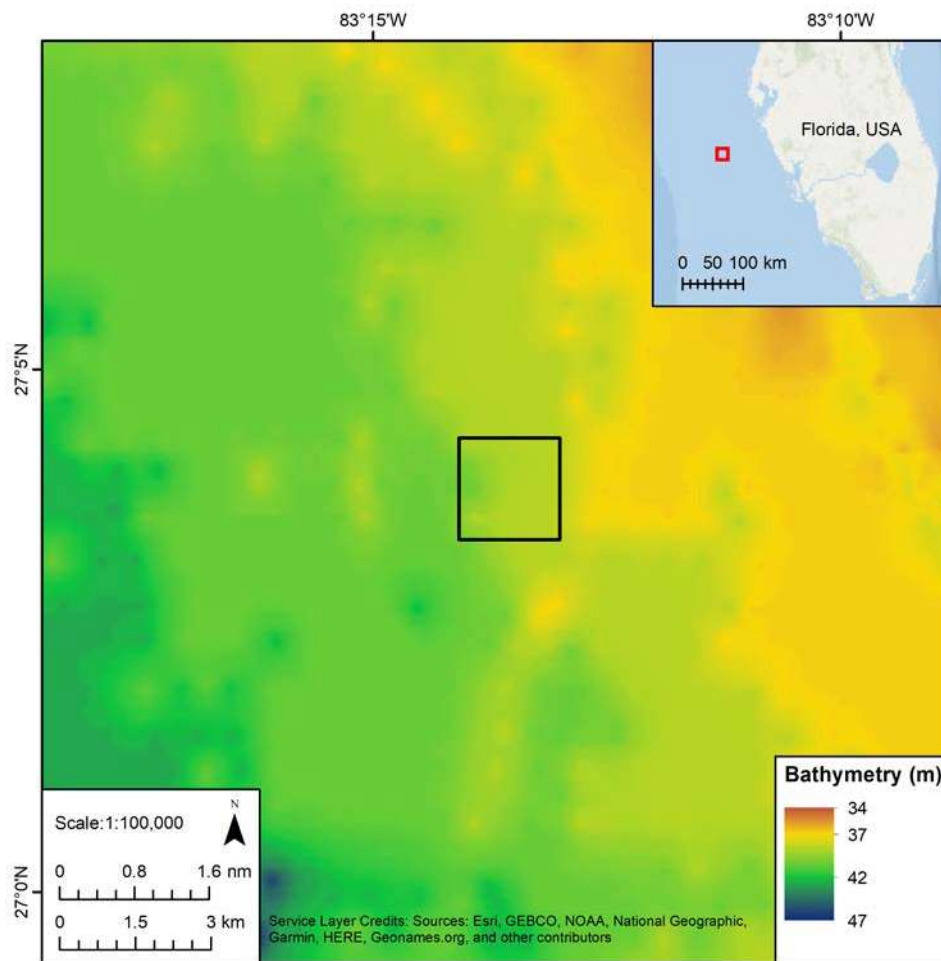 83°15'W
83°10'W
Florida, USA
0 50 100 km
27°5'N
27°0'N
Scale:1:100,000
N
0 0.8 1.6 nm
0 1.5 3 km
Service Layer Credits: Sources: Esri, GEBCO, NOAA, National Geographic,
Garmin, HERE, Geonames.org, and other contributors
Bathymetry (m)
34
37
42
47